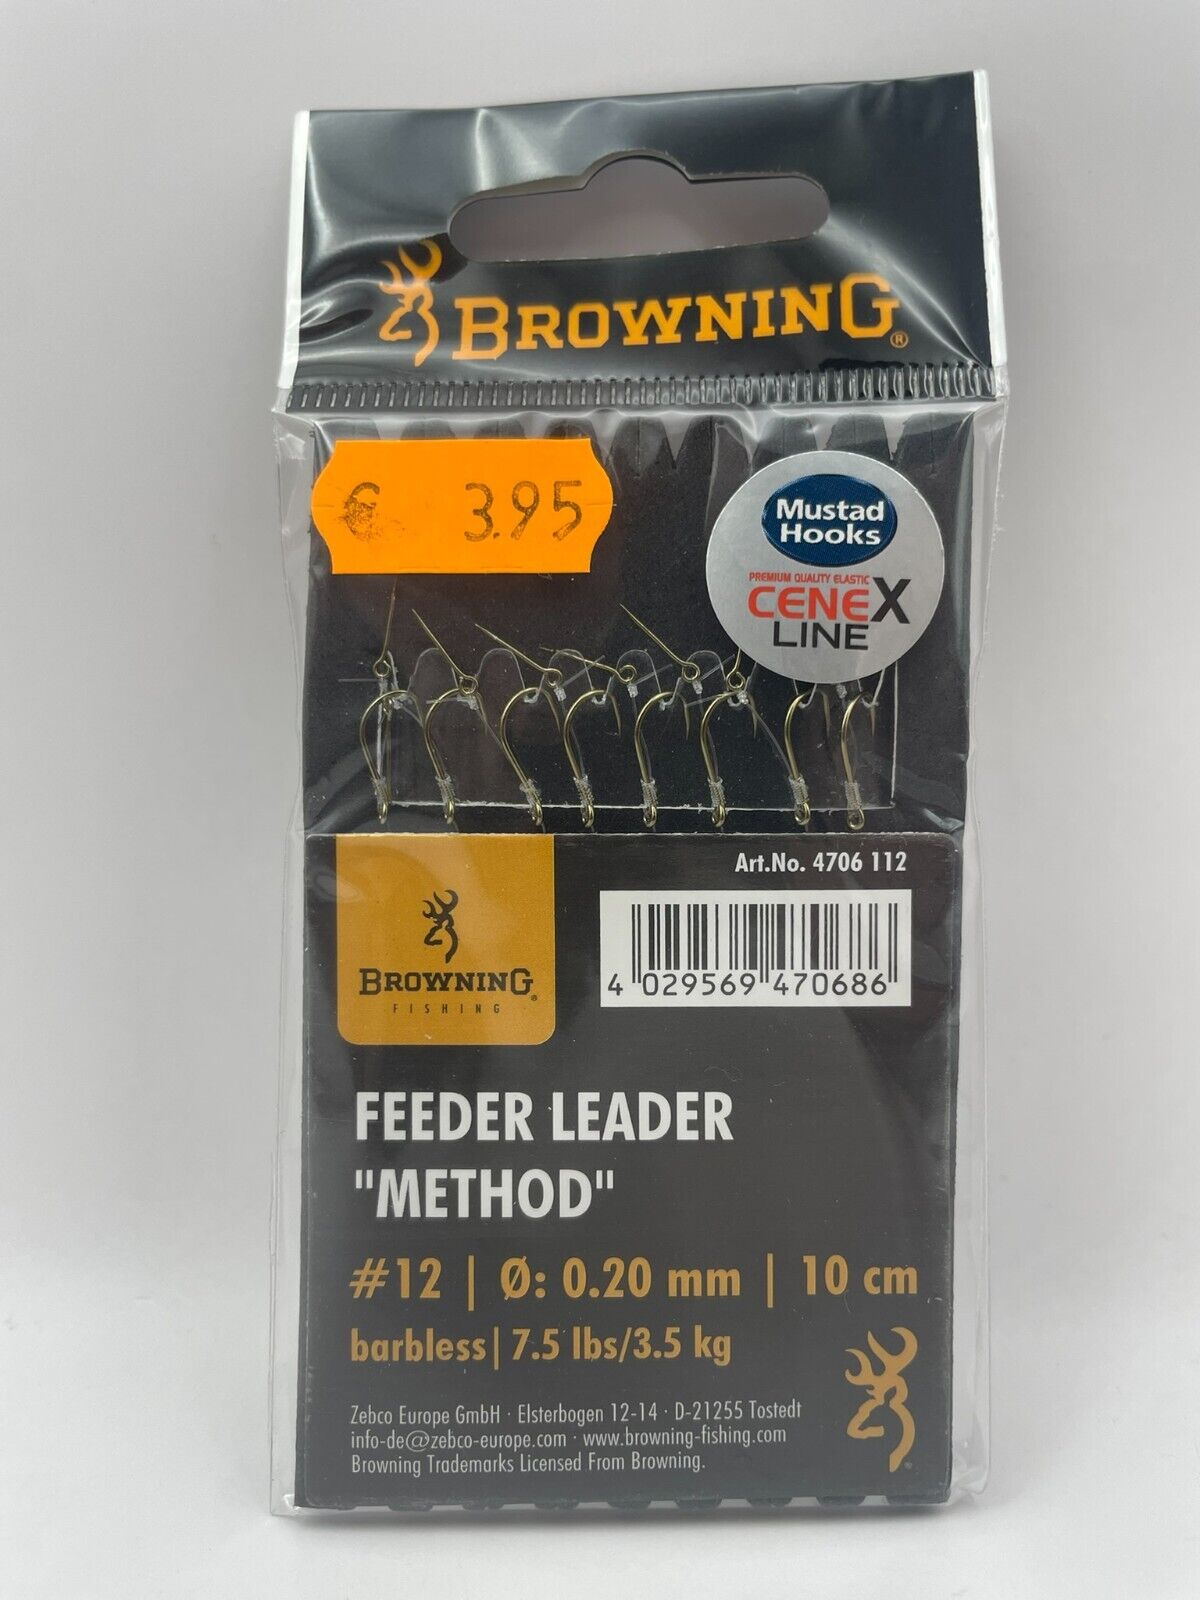 BROWNING®
€ 3.95
Mustad
Hooks
PREMIUM QUALITY ELASTIC
CENEX
LINE
Art.No. 4706 112
4 029569 470686
BROWNING®
FISHING
FEEDER LEADER
"METHOD"
#12 | Ø: 0.20 mm | 10 cm
barbless| 7.5 lbs/3.5 kg
Zebco Europe GmbH · Elsterbogen 12-14 · D-21255 Tostedt
info-de@zebco-europe.com · www.browning-fishing.com
Browning Trademarks Licensed From Browning.